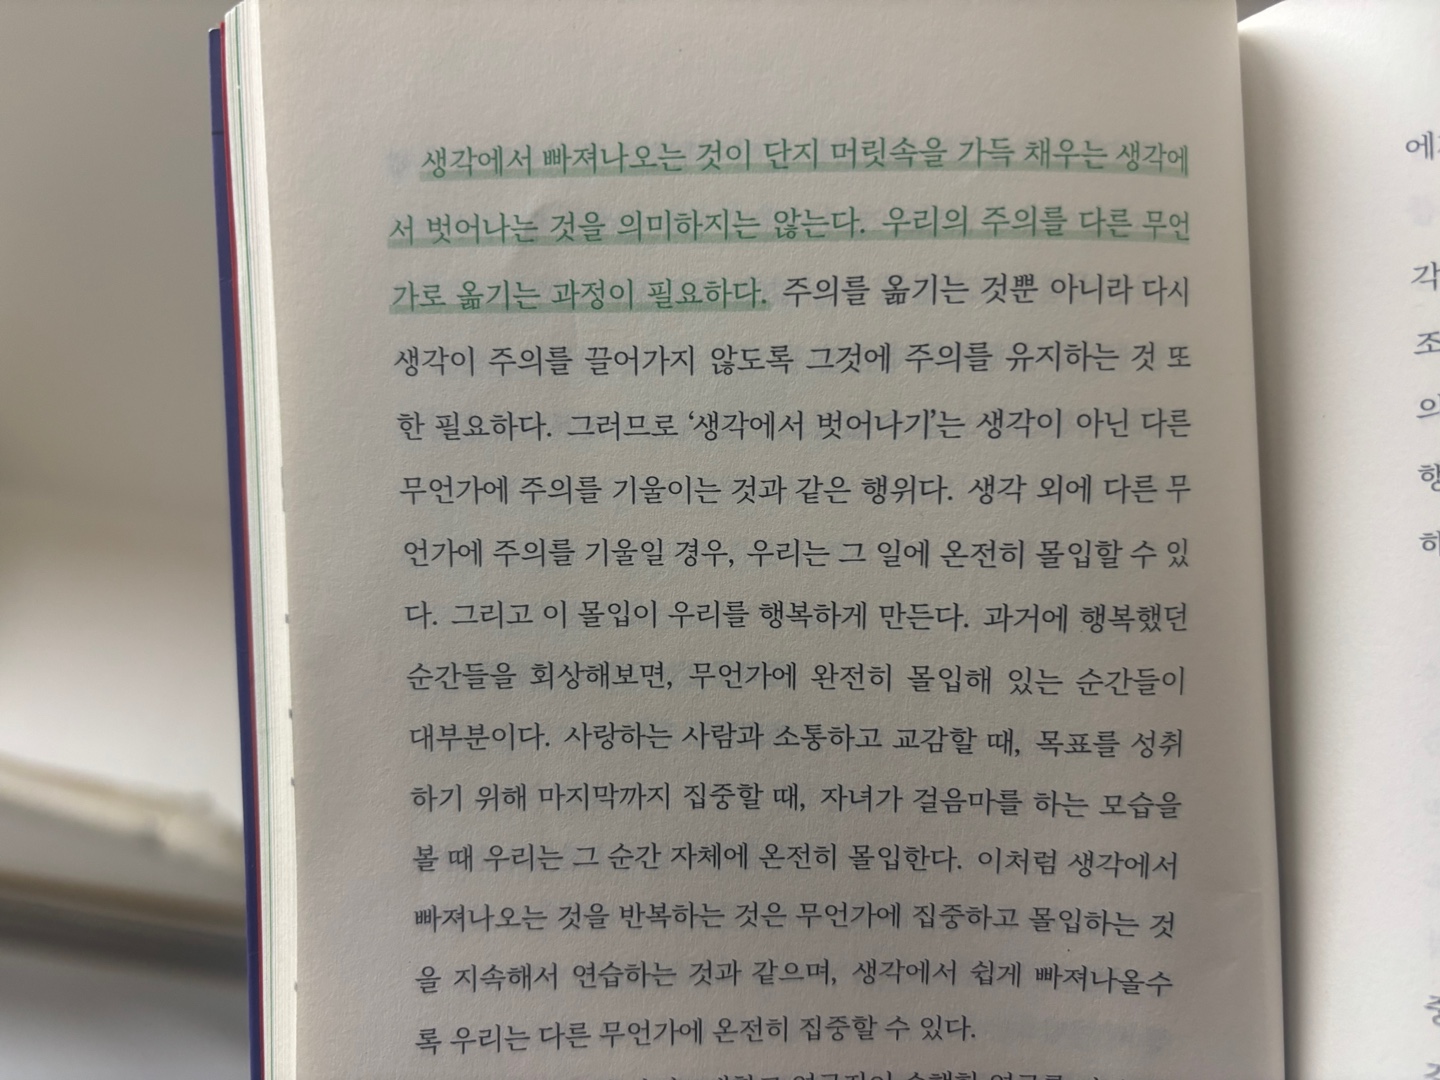 생각에서 빠져나오는 것이 단지 머릿속을 가득 채우는 생각에
서 벗어나는 것을 의미하지는 않는다. 우리의 주의를 다른 무언
가로 옮기는 과정이 필요하다. 주의를 옮기는 것뿐 아니라 다시
생각이 주의를 끌어가지 않도록 그것에 주의를 유지하는 것 또
한 필요하다. 그러므로 ‘생각에서 벗어나기’는 생각이 아닌 다른
무언가에 주의를 기울이는 것과 같은 행위다. 생각 외에 다른 무
언가에 주의를 기울일 경우, 우리는 그 일에 온전히 몰입할 수 있
다. 그리고 이 몰입이 우리를 행복하게 만든다. 과거에 행복했던
순간들을 회상해보면, 무언가에 완전히 몰입해 있는 순간들이
대부분이다. 사랑하는 사람과 소통하고 교감할 때, 목표를 성취
하기 위해 마지막까지 집중할 때, 자녀가 걸음마를 하는 모습을
볼 때 우리는 그 순간 자체에 온전히 몰입한다. 이처럼 생각에서
빠져나오는 것을 반복하는 것은 무언가에 집중하고 몰입하는 것
을 지속해서 연습하는 것과 같으며, 생각에서 쉽게 빠져나올수
록 우리는 다른 무언가에 온전히 집중할 수 있다.